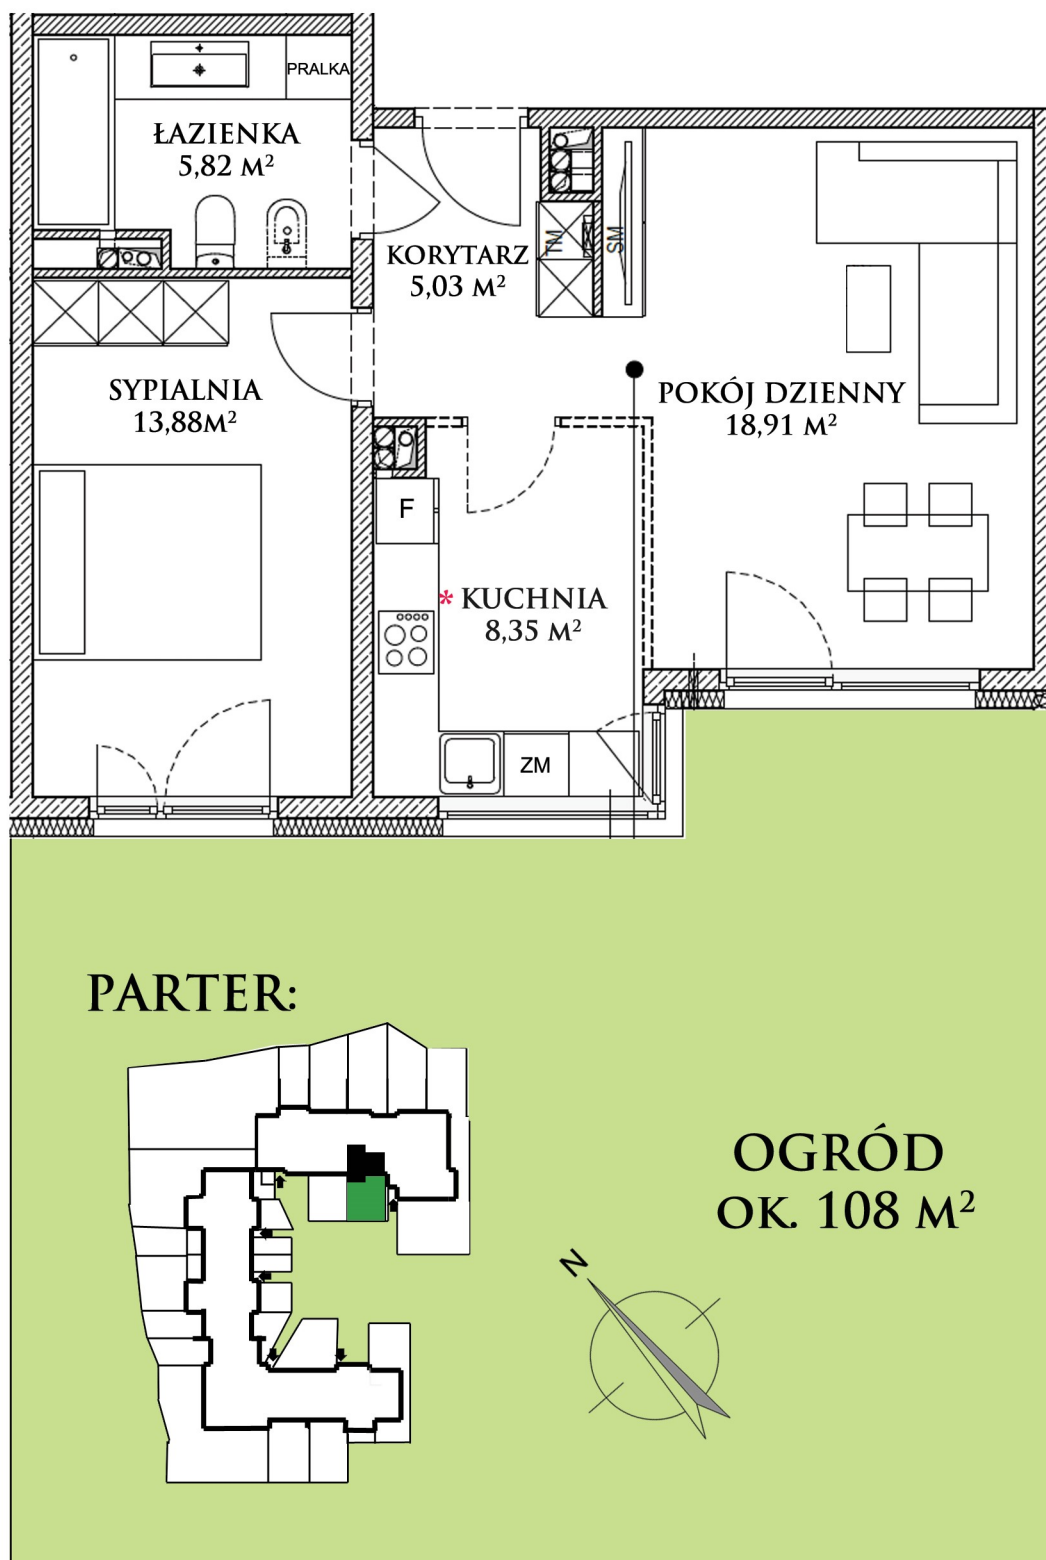 PRALKA
ŁAZIENKA
5,82 M²
KORYTARZ
5,03 M²
TM
SM
SYPIALNIA
13,88M²
POKÓJ DZIENNY
18,91 M²
F
* KUCHNIA
8,35 M²
ZM
PARTER:
OGRÓD
OK. 108 M²
N